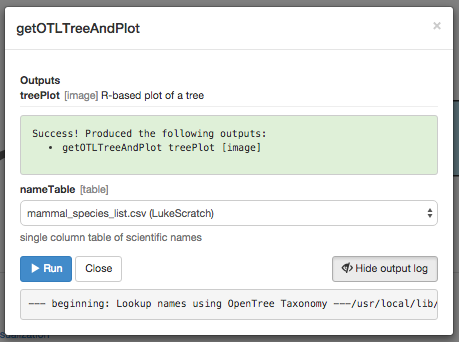 getOTLTreeAndPlot ×
Outputs
treePlot [image] R-based plot of a tree
Success! Produced the following outputs:
• getOTLTreeAndPlot treePlot [image]
nameTable [table]
mammal_species_list.csv (LukeScratch)
single column table of scientific names
Run Close Hide output log
--- beginning: Lookup names using OpenTree Taxonomy ---/usr/local/lib/